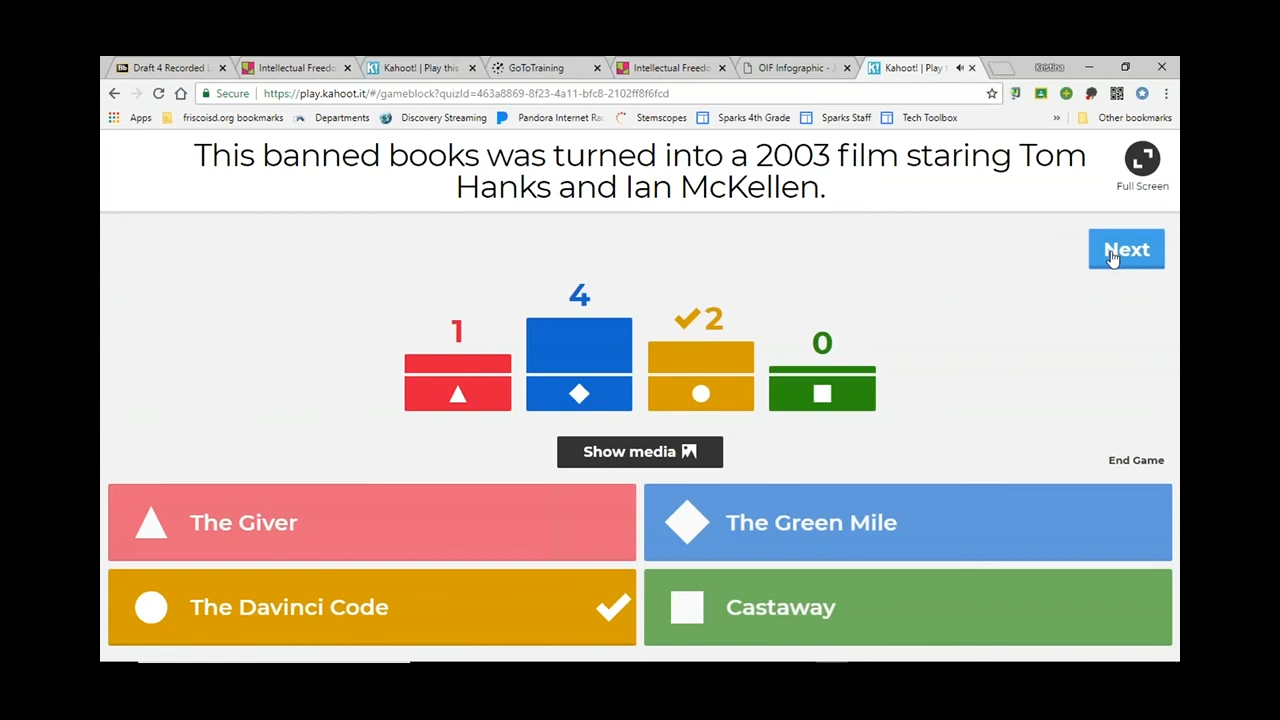 Draft 4 Recorded L
Intellectual Freedo
Kahoot! | Play this
GoToTraining
Intellectual Freedo
OIF Infographic - J
Kahoot! | Play t
Kristina
Secure
https://play.kahoot.it/#/gameblock?quizId=463a8869-8f23-4a11-bfc8-2102ff8f6fcd
Apps
friscoisd.org bookmarks
Departments
Discovery Streaming
Pandora Internet Ra
Stemscopes
Sparks 4th Grade
Sparks Staff
Tech Toolbox
»
Other bookmarks
This banned books was turned into a 2003 film staring Tom
Hanks and Ian McKellen.
Full Screen
Next
1
4
2
0
Show media
End Game
The Giver
The Green Mile
The Davinci Code
Castaway